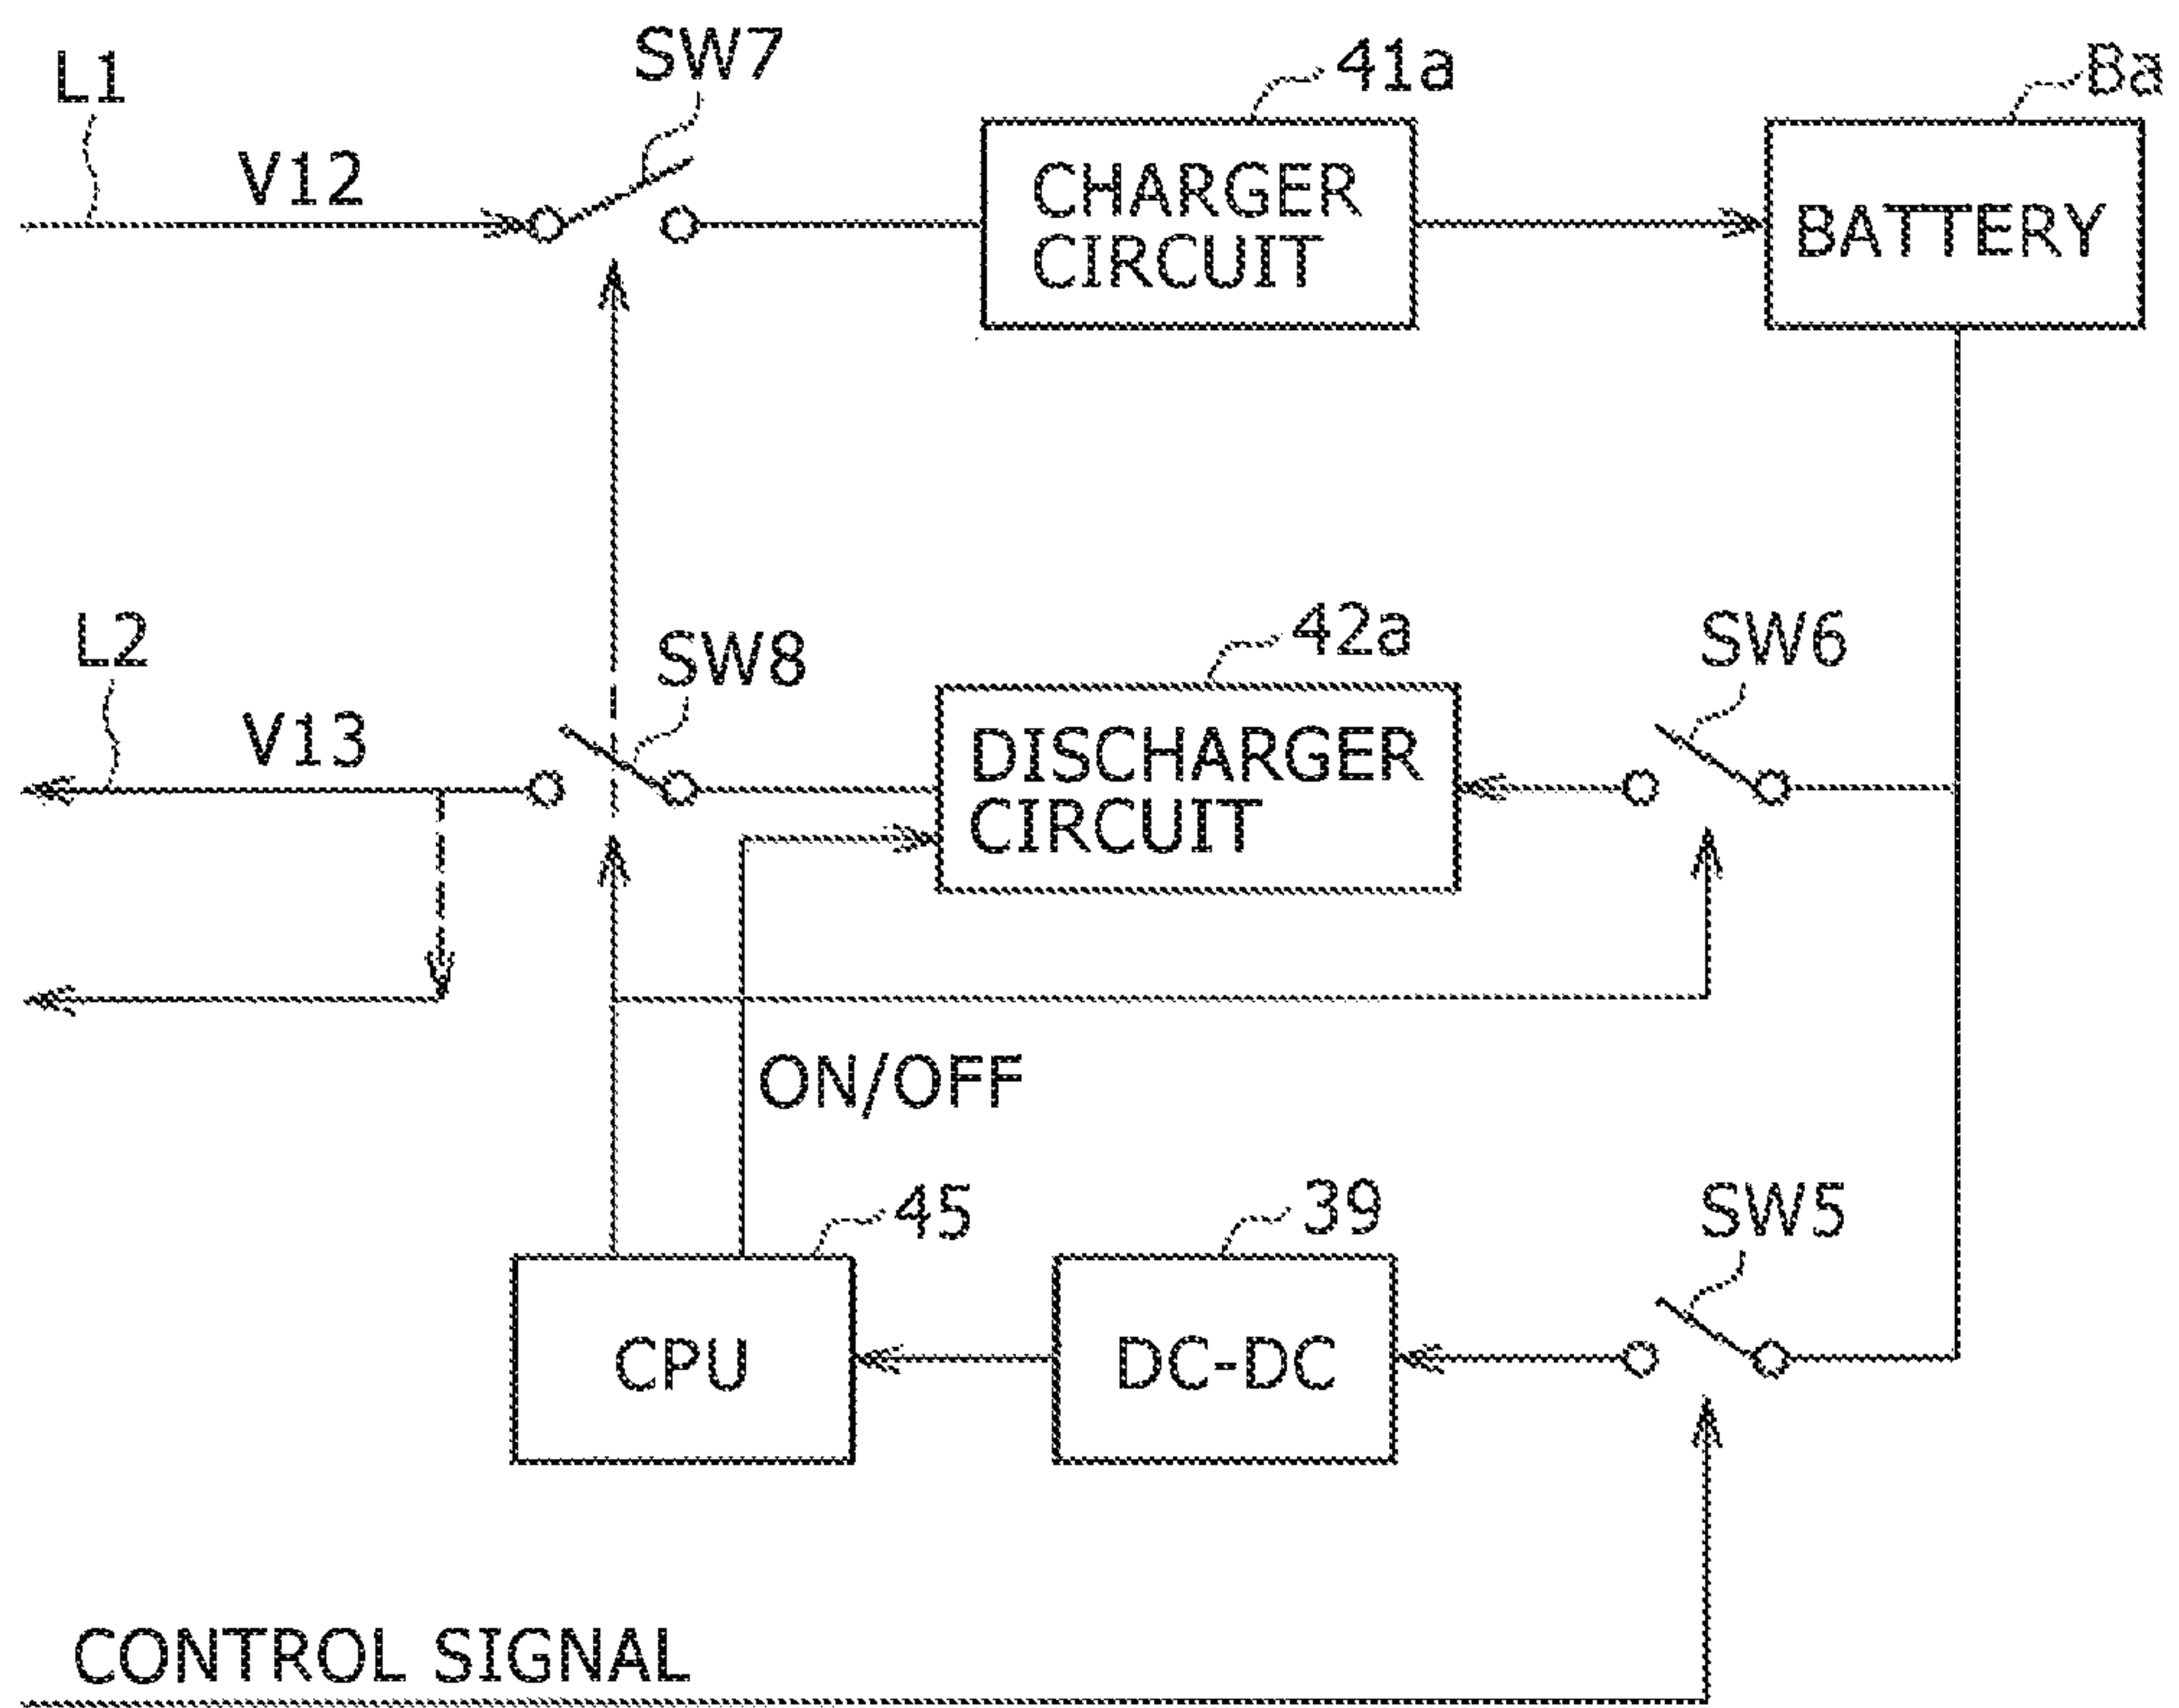 L1
SW7
41a
Ba
V12
CHARGER
CIRCUIT
BATTERY
L2
SW8
42a
SW6
V13
DISCHARGER
CIRCUIT
ON/OFF
45
39
SW5
CPU
DC-DC
CONTROL SIGNAL